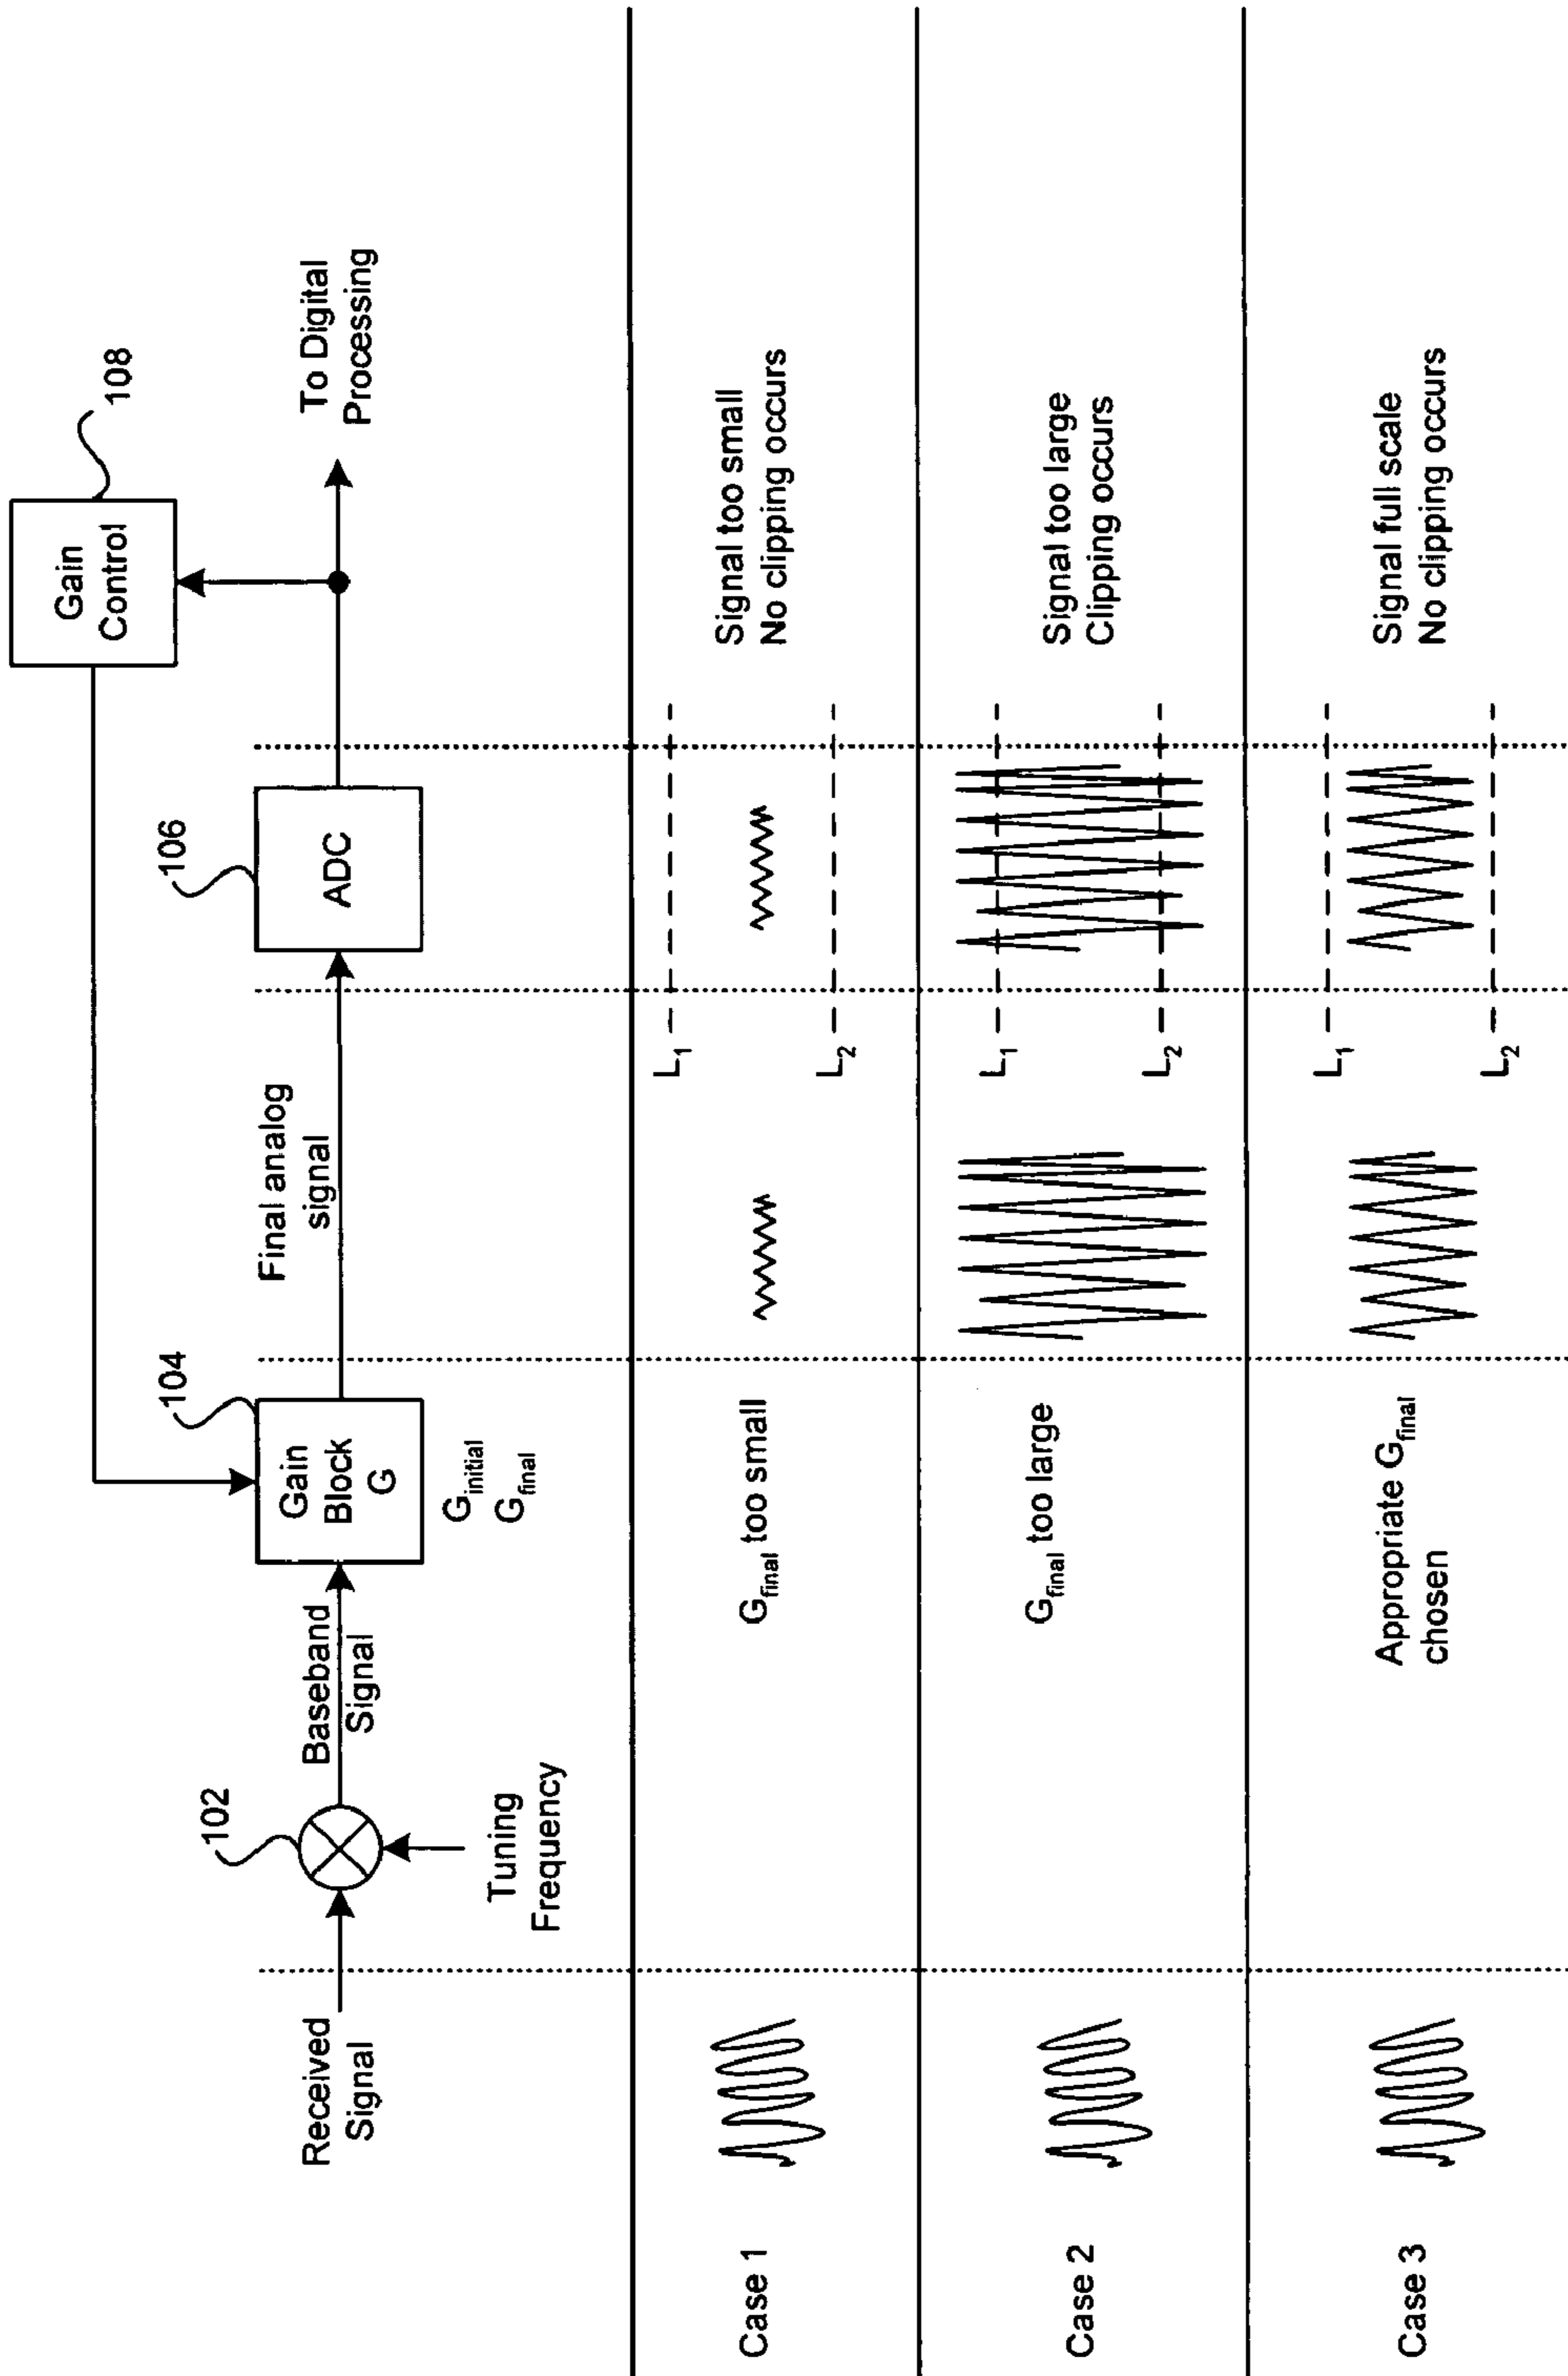 108
Gain
Control
To Digital
Processing
106
ADC
Final analog
signal
104
Gain
Block
G
G_initial
G_final
Baseband
Signal
102
Tuning
Frequency
Received
Signal
Case 1
G_final too small
L_1
L_2
Signal too small
No clipping occurs
Case 2
G_final too large
L_1
L_2
Signal too large
Clipping occurs
Case 3
Appropriate G_final
chosen
L_1
L_2
Signal full scale
No clipping occurs